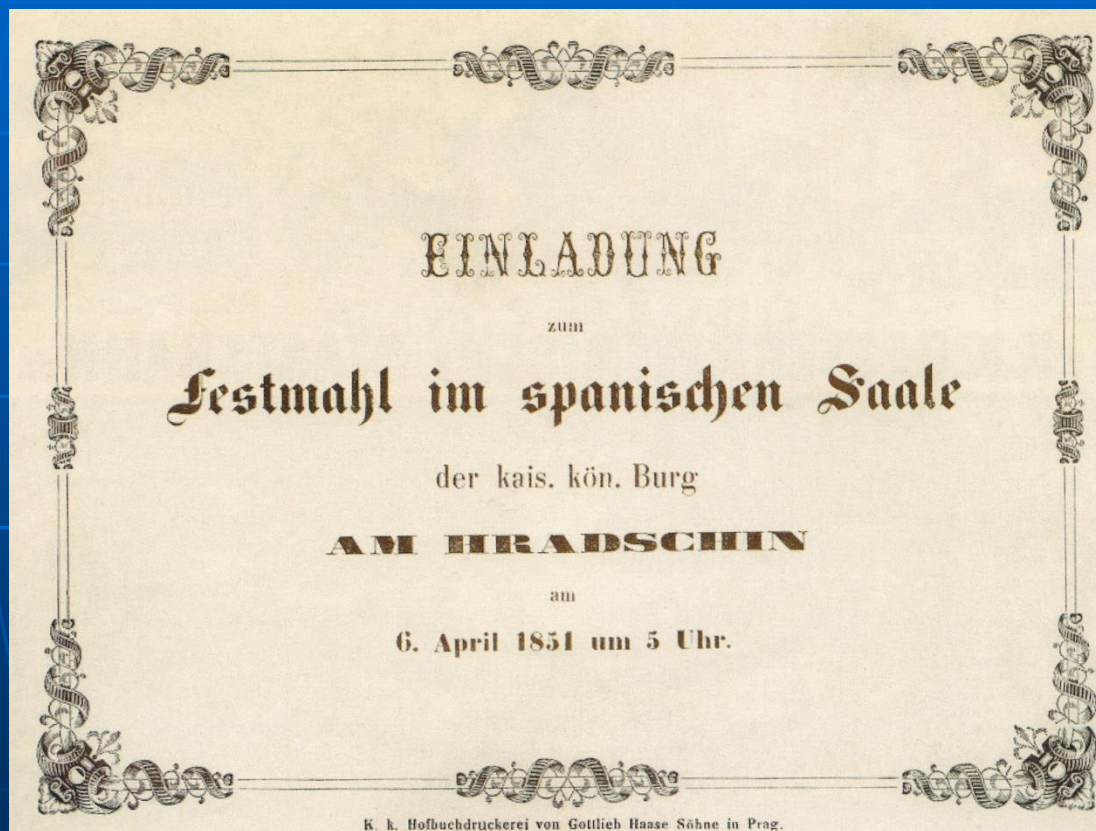 EINLADUNG
zum
Festmahl im spanischen Saale
der kais. kön. Burg
AM HRADSCHIN
am
6. April 1851 um 5 Uhr.
K. k. Hofbuchdruckerei von Gottlieb Haase Söhne in Prag.